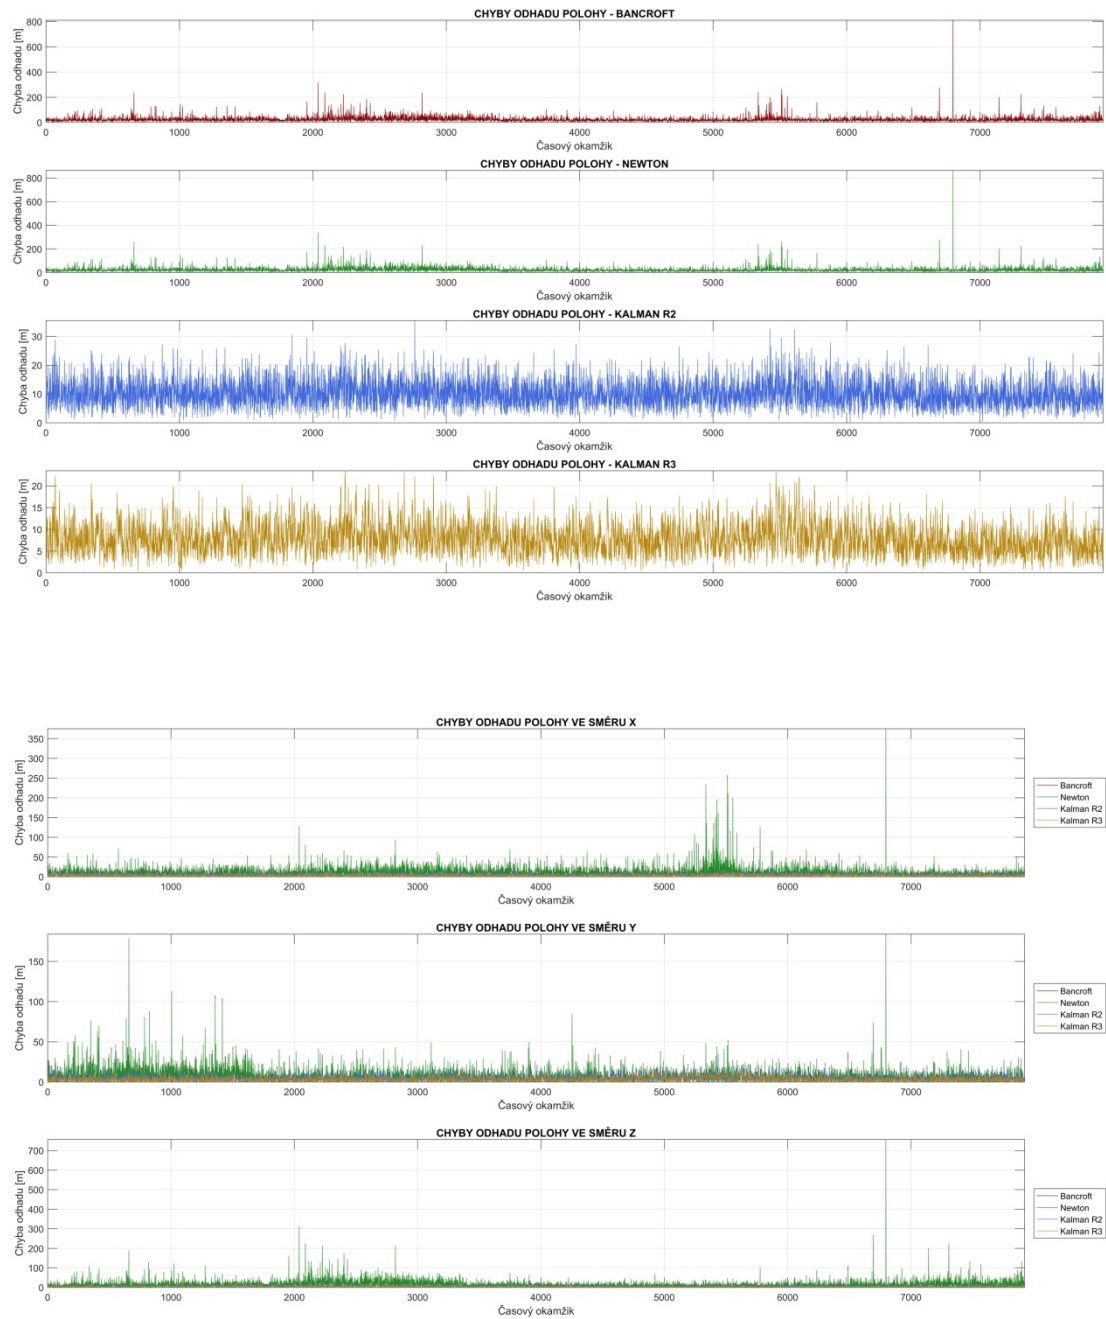 CHYBY ODHADU POLOHY - BANCROFT
Chyba odhadu [m]
800
600
400
200
0
0 1000 2000 3000 4000 5000 6000 7000
Časový okamžik
CHYBY ODHADU POLOHY - NEWTON
Chyba odhadu [m]
800
600
400
200
0
0 1000 2000 3000 4000 5000 6000 7000
Časový okamžik
CHYBY ODHADU POLOHY - KALMAN R2
Chyba odhadu [m]
30
20
10
0
0 1000 2000 3000 4000 5000 6000 7000
Časový okamžik
CHYBY ODHADU POLOHY - KALMAN R3
Chyba odhadu [m]
20
15
10
5
0
0 1000 2000 3000 4000 5000 6000 7000
Časový okamžik
CHYBY ODHADU POLOHY VE SMĚRU X
Chyba odhadu [m]
350
300
250
200
150
100
50
0
0 1000 2000 3000 4000 5000 6000 7000
Časový okamžik
Bancroft
Newton
Kalman R2
Kalman R3
CHYBY ODHADU POLOHY VE SMĚRU Y
Chyba odhadu [m]
150
100
50
0
0 1000 2000 3000 4000 5000 6000 7000
Časový okamžik
Bancroft
Newton
Kalman R2
Kalman R3
CHYBY ODHADU POLOHY VE SMĚRU Z
Chyba odhadu [m]
700
600
500
400
300
200
100
0
0 1000 2000 3000 4000 5000 6000 7000
Časový okamžik
Bancroft
Newton
Kalman R2
Kalman R3